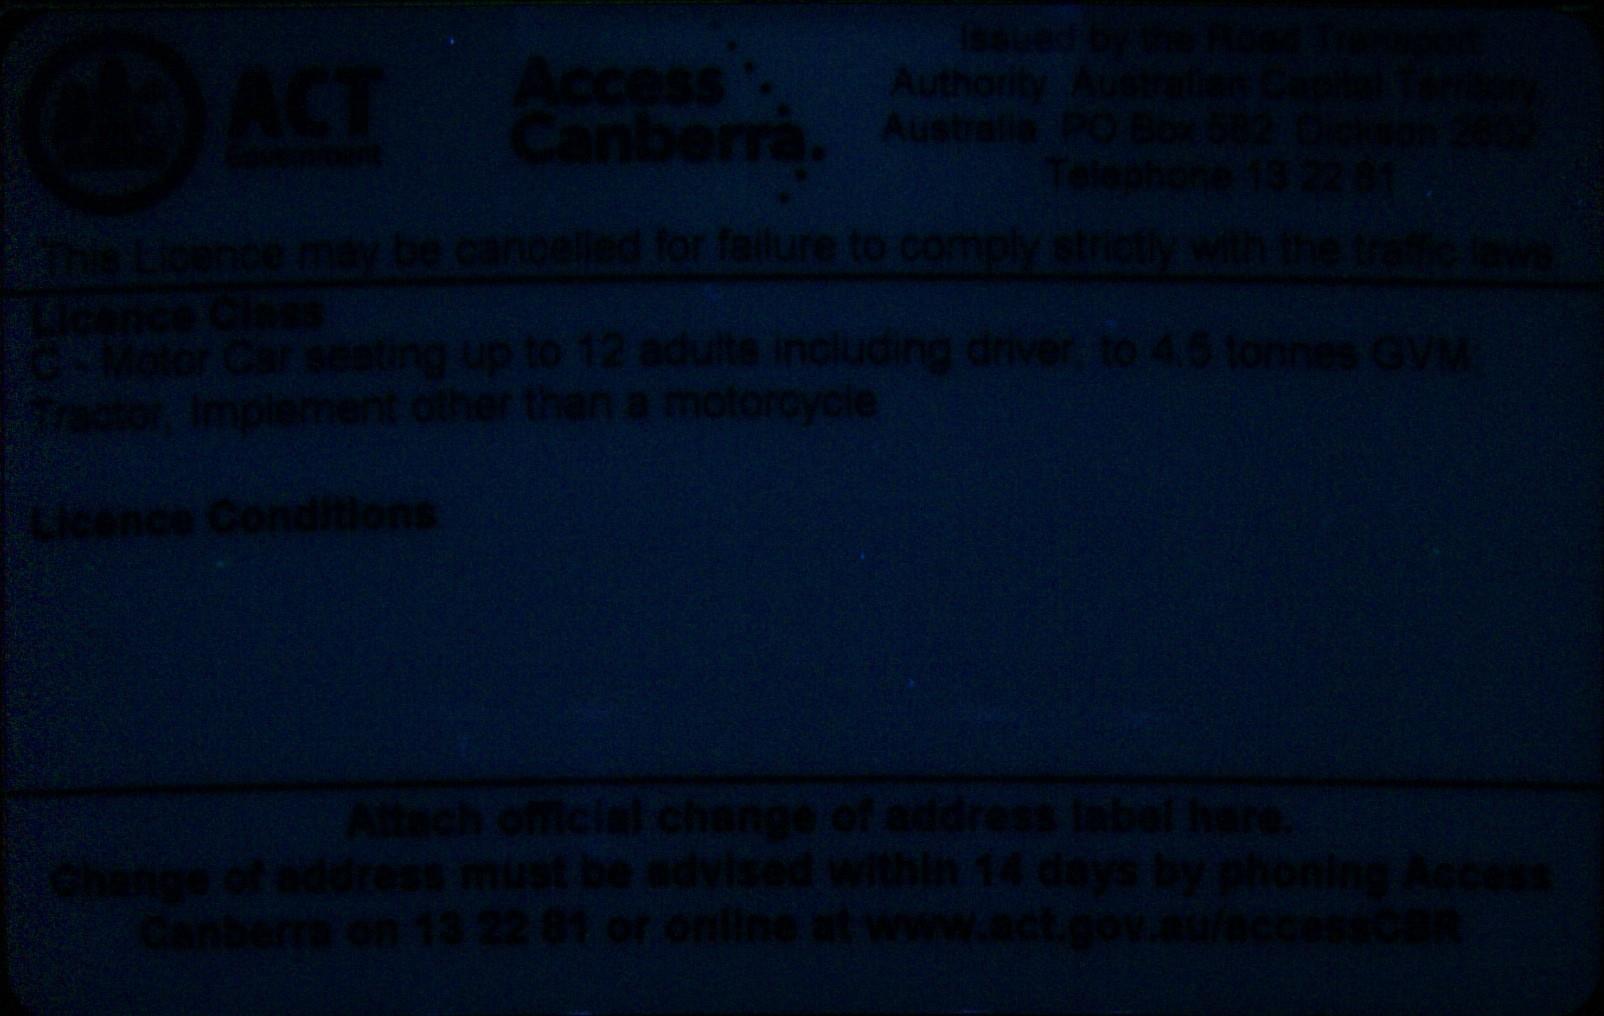 ACT
Government
Access
Canberra.
Issued by the Road Transport
Authority Australian Capital Territory
Australia PO Box 582 Dickson 2602
Telephone 13 22 81
This Licence may be cancelled for failure to comply strictly with the traffic laws
Licence Class
C - Motor Car seating up to 12 adults including driver, to 4.5 tonnes GVM;
Tractor, Implement other than a motorcycle
Licence Conditions
Attach official change of address label here.
Change of address must be advised within 14 days by phoning Access
Canberra on 13 22 81 or online at www.act.gov.au/accessCBR